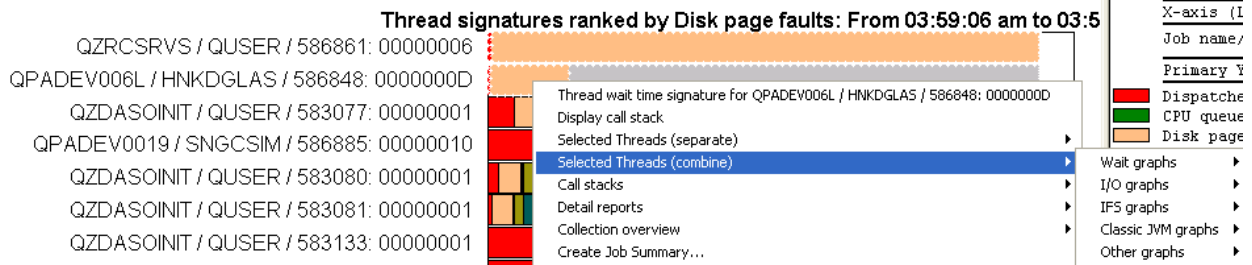 Thread signatures ranked by Disk page faults: From 03:59:06 am to 03:5
QZRCSRVS / QUSER / 586861: 00000006
QPADEV006L / HNKDGLAS / 586848: 0000000D
QZDASOINIT / QUSER / 583077: 00000001
QPADEV0019 / SNGCSIM / 586885: 00000010
QZDASOINIT / QUSER / 583080: 00000001
QZDASOINIT / QUSER / 583081: 00000001
QZDASOINIT / QUSER / 583133: 00000001
Thread wait time signature for QPADEV006L / HNKDGLAS / 586848: 0000000D
Display call stack
Selected Threads (separate)
Selected Threads (combine)
Call stacks
Detail reports
Collection overview
Create Job Summary...
Wait graphs
I/O graphs
IFS graphs
Classic JVM graphs
Other graphs
X-axis (L
Job name/
Primary Y
Dispatche
CPU queue
Disk page